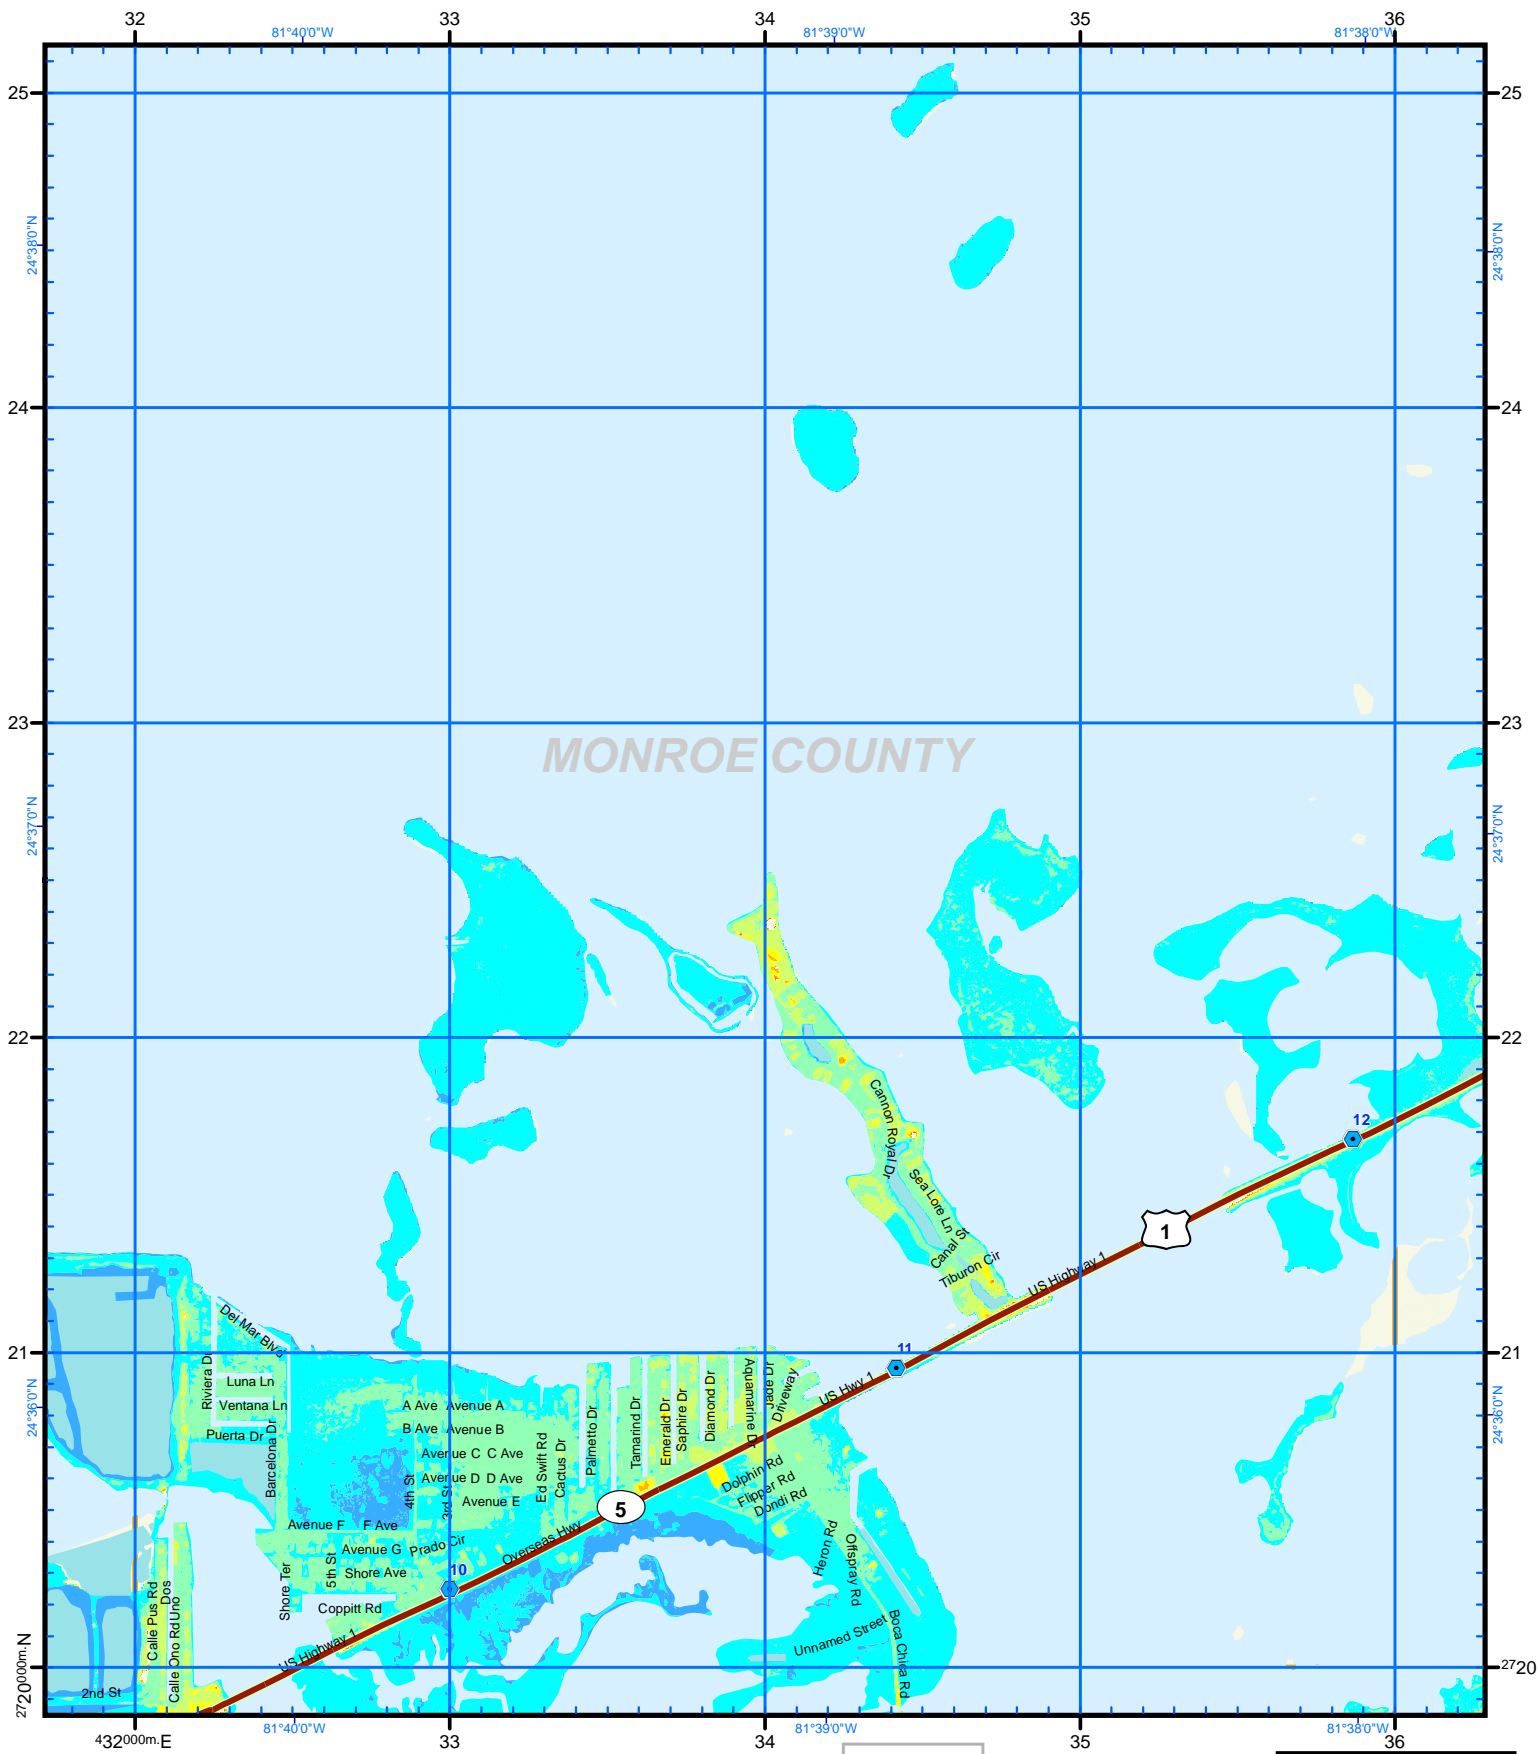 32 33 34 35 36
81°40'0"W 81°39'0"W 81°38'0"W
25 25
24°38'0"N 24°38'0"N
24 24
23 23
MONROE COUNTY
24°37'0"N 24°37'0"N
22 22
Cannon Royal Dr
12
Sea Lore Ln
1
Canal St
Tiburon Cir
US Highway 1
Del Mar Blvd
21 21
11
Riviera Dr
Luna Ln
Aquamarine Dr
Jade Dr
Driveway
US Hwy 1
Diamond Dr
Saphire Dr
Emerald Dr
Tamarind Dr
Palmetto Dr
24°36'0"N 24°36'0"N
Ventana Ln
A Ave Avenue A
B Ave Avenue B
Puerta Dr
Barcelona Dr
Avenue C C Ave
Ed Swift Rd
Cactus Dr
Avenue D D Ave
4th St
3rd St
Avenue E
Dolphin Rd
Flipper Rd
Dondi Rd
5
Avenue F F Ave
Overseas Hwy
Avenue G Prado Cir
Heron Rd
Offspray Rd
5th St
Shore Ave
10
Shore Ter
Coppitt Rd
Calle Pus Rd
Dos
Calle Ono Rd
Uno
US Highway 1
Unnamed Street
Boca Chica Rd
2720000m.N 2720
2nd St
81°40'0"W 81°39'0"W 81°38'0"W
432000m.E 33 34 35 36